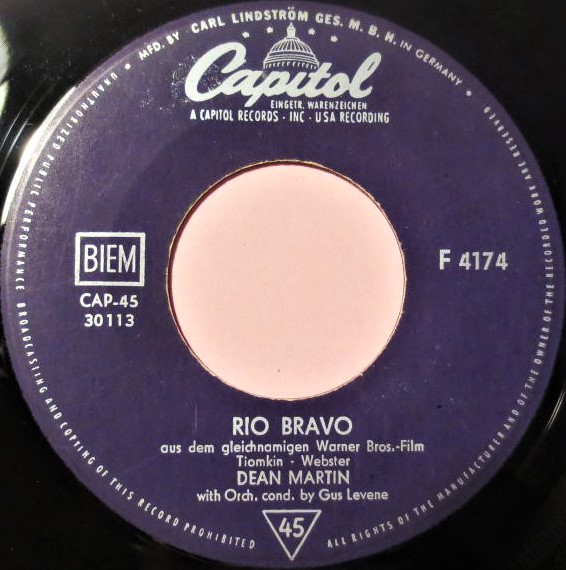 • MFD. BY CARL LINDSTRÖM GES. M. B. H. IN GERMANY •
Capitol
EINGETR. WARENZEICHEN
A CAPITOL RECORDS · INC · USA RECORDING
BIEM
CAP-45
30113
F 4174
RIO BRAVO
aus dem gleichnamigen Warner Bros.-Film
Tiomkin - Webster
DEAN MARTIN
with Orch. cond. by Gus Levene
45
UNAUTHORIZED PUBLIC PERFORMANCE BROADCASTING AND COPYING OF THIS RECORD PROHIBITED
ALL RIGHTS OF THE MANUFACTURER AND OF THE OWNER OF THE RECORDED WORK ARE RESERVED